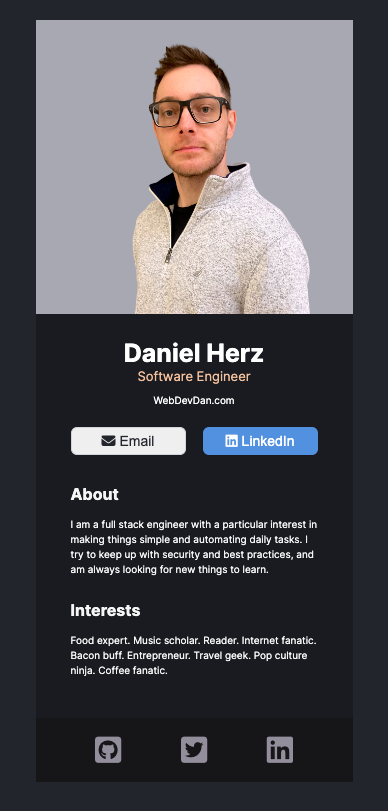 Daniel Herz
Software Engineer
WebDevDan.com
Email
LinkedIn
About
I am a full stack engineer with a particular interest in
making things simple and automating daily tasks. I
try to keep up with security and best practices, and
am always looking for new things to learn.
Interests
Food expert. Music scholar. Reader. Internet fanatic.
Bacon buff. Entrepreneur. Travel geek. Pop culture
ninja. Coffee fanatic.